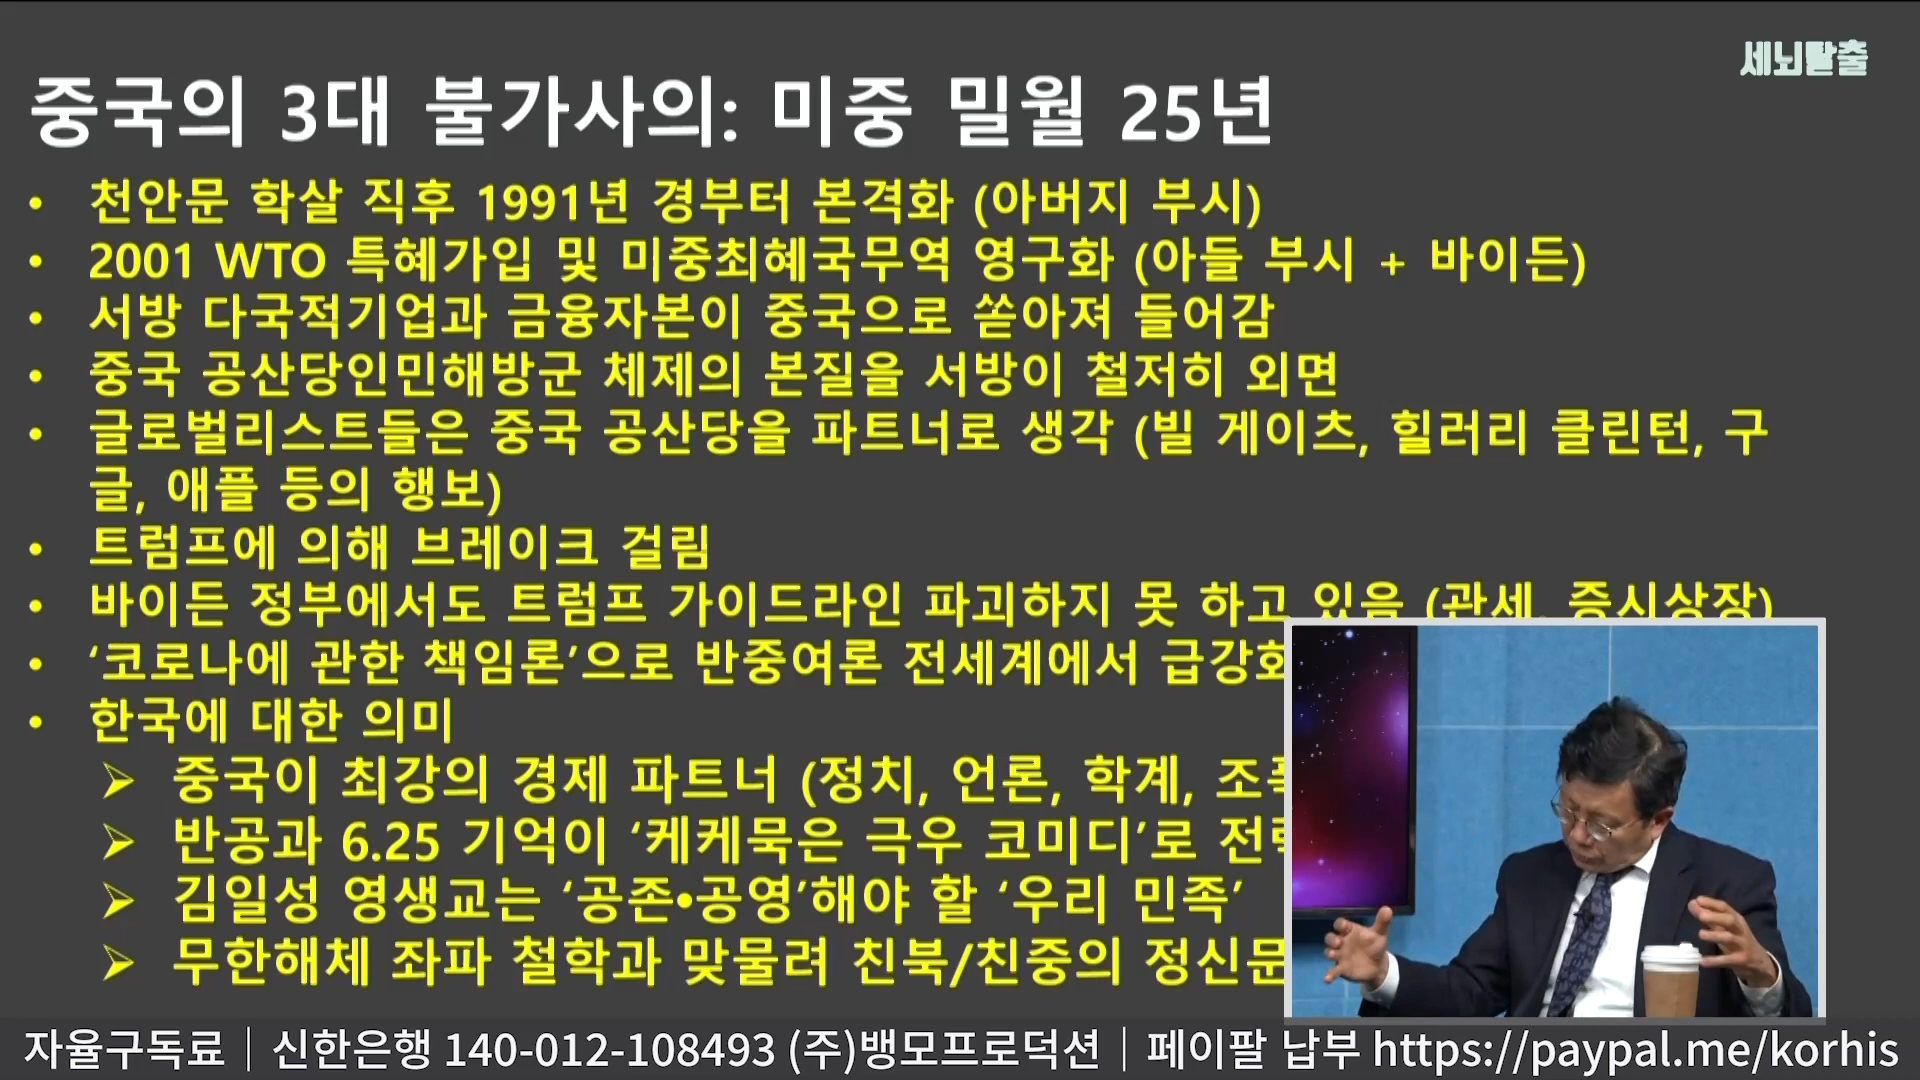 세뇌탈출
중국의 3대 불가사의: 미중 밀월 25년
• 천안문 학살 직후 1991년 경부터 본격화 (아버지 부시)
• 2001 WTO 특혜가입 및 미중최혜국무역 영구화 (아들 부시 + 바이든)
• 서방 다국적기업과 금융자본이 중국으로 쏟아져 들어감
• 중국 공산당인민해방군 체제의 본질을 서방이 철저히 외면
• 글로벌리스트들은 중국 공산당을 파트너로 생각 (빌 게이츠, 힐러리 클린턴, 구
글, 애플 등의 행보)
• 트럼프에 의해 브레이크 걸림
• 바이든 정부에서도 트럼프 가이드라인 파괴하지 못 하고 있음 (관세, 증시상장)
• ‘코로나에 관한 책임론’으로 반중여론 전세계에서 급강화
• 한국에 대한 의미
➢ 중국이 최강의 경제 파트너 (정치, 언론, 학계,
➢ 반공과 6.25 기억이 ‘케케묵은 극우 코미디’로
➢ 김일성 영생교는 ‘공존•공영’해야 할 ‘우리 민족’
➢ 무한해체 좌파 철학과 맞물려 친북/친중의
자율구독료｜신한은행 140-012-108493 (주)뱅모프로덕션｜페이팔 납부 https://paypal.me/korhis